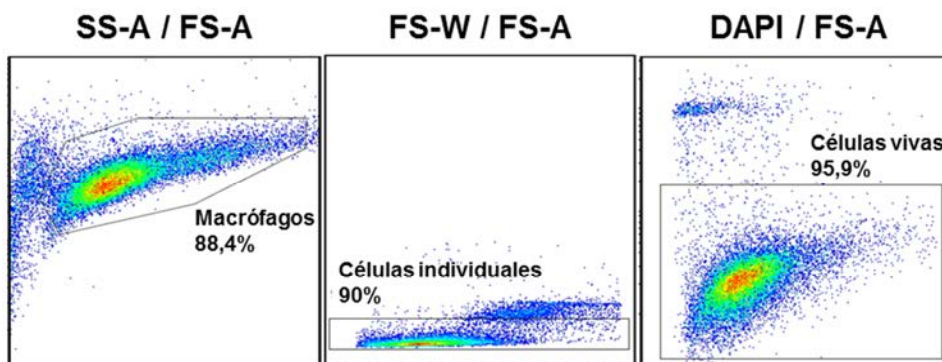 SS-A / FS-A
FS-W / FS-A
DAPI / FS-A
Macrófagos
88,4%
Células individuales
90%
Células vivas
95,9%